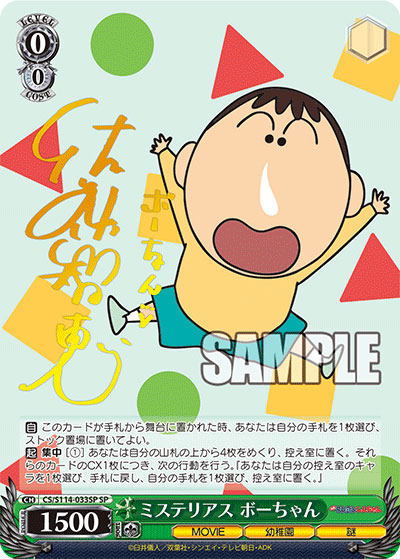 LEVEL
0
0
COST
ボーちゃん
SAMPLE
自 このカードが手札から舞台に置かれた時、あなたは自分の手札を1枚選び、
ストック置場に置いてよい。
起 集中 [①] あなたは自分の山札の上から4枚をめくり、控え室に置く。それ
らのカードのCX1枚につき、次の行動を行う。『あなたは自分の控え室のキャ
ラを1枚選び、手札に戻し、自分の手札を1枚選び、控え室に置く。』
CH CS/S114-033SP SP
1500
ミステリアス ボーちゃん
MOVIE 幼稚園 謎
©臼井儀人/双葉社・シンエイ・テレビ朝日・ADK